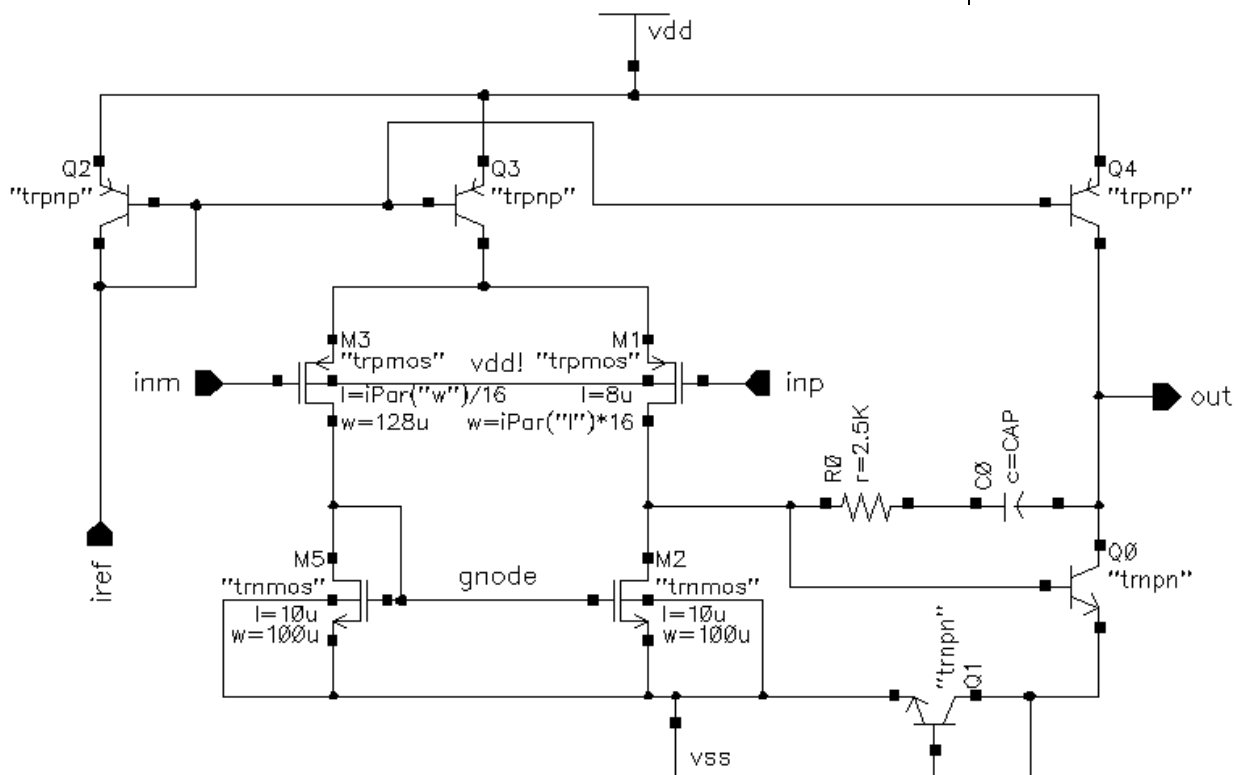 vdd
Q2
"trpnp"
Q3
"trpnp"
Q4
"trpnp"
M3
"trpmos"
vdd!
M1
"trpmos"
inm
inp
l=iPar("w")/16
w=128u
l=8u
w=iPar("l")*16
out
R0
r=2.5K
C0
c=CAP
iref
M5
"trnmos"
l=10u
w=100u
gnode
M2
"trnmos"
l=10u
w=100u
Q0
"trnpn"
"trnpn"
Q1
vss